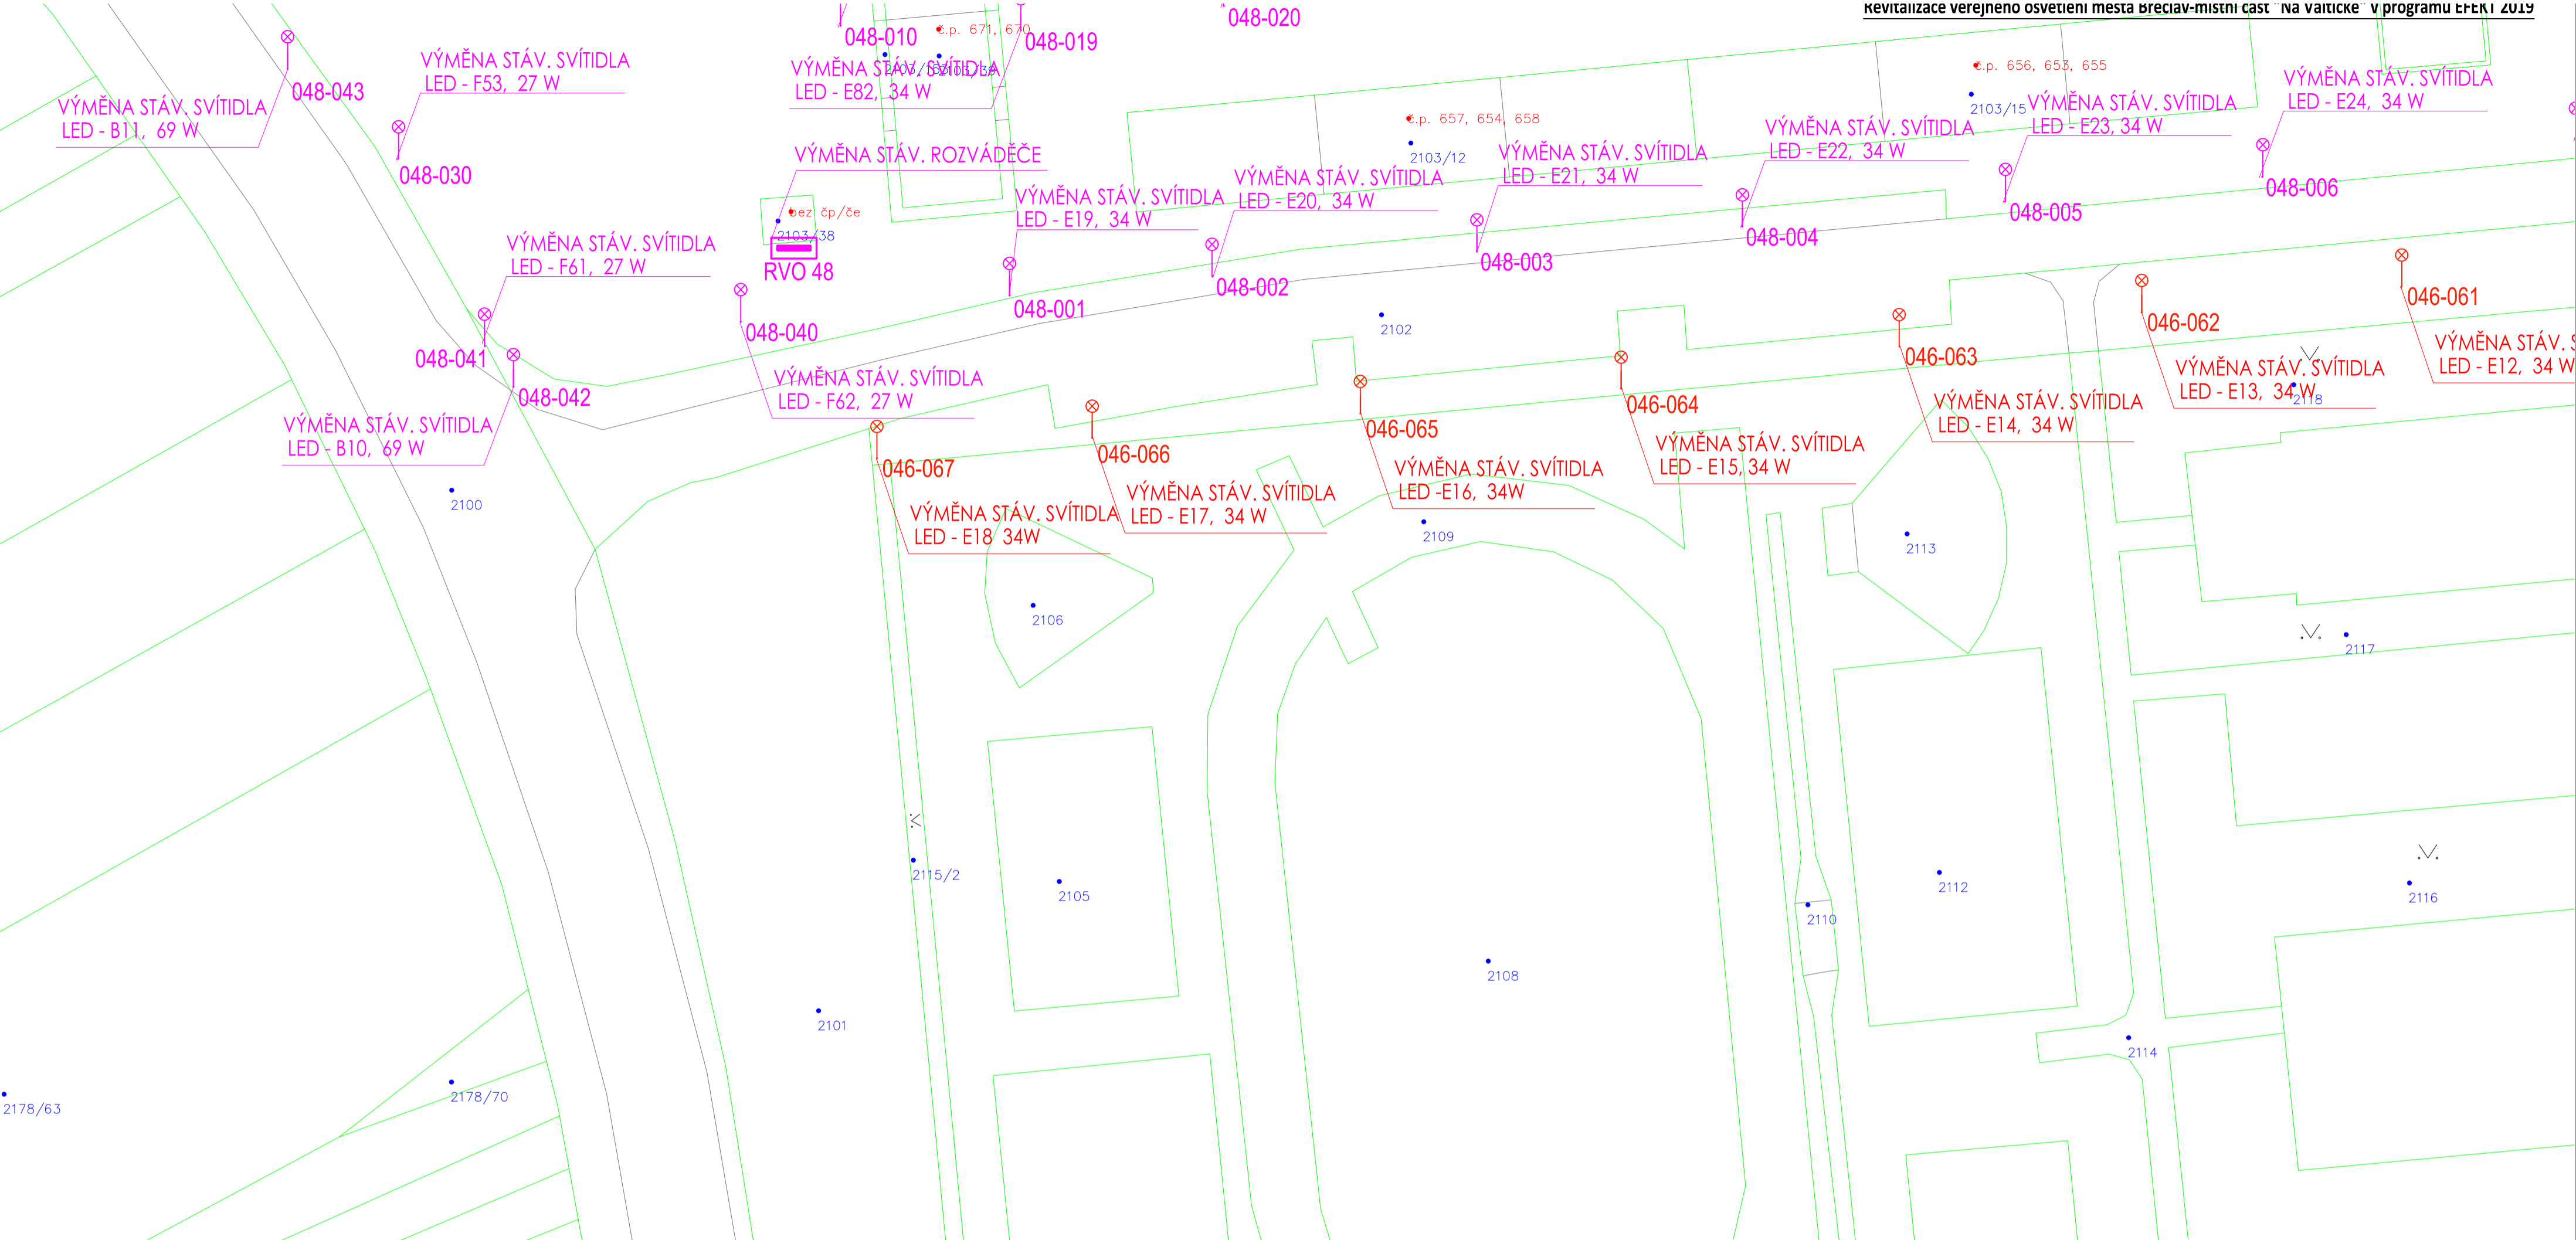 Revitalizace veřejného osvětlení města Břeclav-místní část "Na Valtické" v programu EFEKT 2019
048-010
č.p. 671, 670
048-019
048-020
048-043
VÝMĚNA STÁV. SVÍTIDLA
LED - F53, 27 W
VÝMĚNA STÁV. SVÍTIDLA
LED - B11, 69 W
048-030
2103/39
VÝMĚNA STÁV. SVÍTIDLA
LED - E82, 34 W
VÝMĚNA STÁV. ROZVÁDĚČE
č.p. 657, 654, 658
2103/12
č.p. 656, 653, 655
2103/15
VÝMĚNA STÁV. SVÍTIDLA
LED - E24, 34 W
VÝMĚNA STÁV. SVÍTIDLA
LED - E23, 34 W
VÝMĚNA STÁV. SVÍTIDLA
LED - E22, 34 W
VÝMĚNA STÁV. SVÍTIDLA
LED - E21, 34 W
VÝMĚNA STÁV. SVÍTIDLA
LED - E20, 34 W
VÝMĚNA STÁV. SVÍTIDLA
LED - E19, 34 W
bez čp/če
2103/38
RVO 48
VÝMĚNA STÁV. SVÍTIDLA
LED - F61, 27 W
048-006
048-005
048-004
048-003
048-002
048-001
048-040
048-041
048-042
2102
046-061
046-062
046-063
046-064
046-065
046-066
046-067
VÝMĚNA STÁV. SVÍTIDLA
LED - F62, 27 W
VÝMĚNA STÁV. SVÍTIDLA
LED - B10, 69 W
VÝMĚNA STÁV. S
LED - E12, 34 W
VÝMĚNA STÁV. SVÍTIDLA
LED - E13, 34 W
2118
VÝMĚNA STÁV. SVÍTIDLA
LED - E14, 34 W
VÝMĚNA STÁV. SVÍTIDLA
LED - E15, 34 W
VÝMĚNA STÁV. SVÍTIDLA
LED -E16, 34W
VÝMĚNA STÁV. SVÍTIDLA
LED - E17, 34 W
VÝMĚNA STÁV. SVÍTIDLA
LED - E18 34W
2100
2109
2113
2106
2117
2115/2
2105
2112
2116
2110
2108
2101
2114
2178/70
2178/63